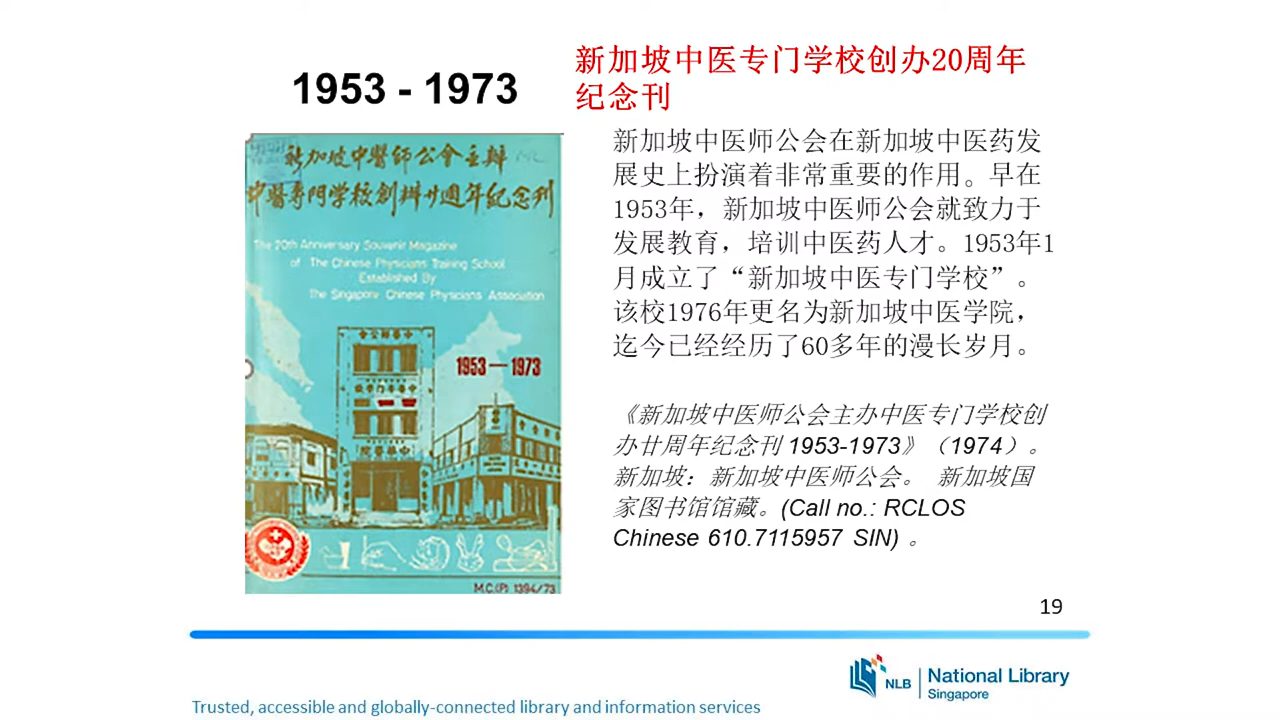 1953 - 1973
新加坡中医专门学校创办20周年
纪念刊
新加坡中醫師公會主辦
中醫專門学校創辦廿週年紀念刊
The 20th Anniversary Souvenir Magazine
of The Chinese Physicians Training School
Established By
The Singapore Chinese Physicians' Association
1953—1973
M.C.(P) 1394/73
新加坡中医师公会在新加坡中医药发
展史上扮演着非常重要的作用。早在
1953年，新加坡中医师公会就致力于
发展教育，培训中医药人才。1953年1
月成立了“新加坡中医专门学校”。
该校1976年更名为新加坡中医学院，
迄今已经经历了60多年的漫长岁月。
《新加坡中医师公会主办中医专门学校创
办廿周年纪念刊 1953-1973》（1974）。
新加坡：新加坡中医师公会。 新加坡国
家图书馆馆藏。(Call no.: RCLOS
Chinese 610.7115957 SIN) 。
19
NLB
National Library
Singapore
Trusted, accessible and globally-connected library and information services